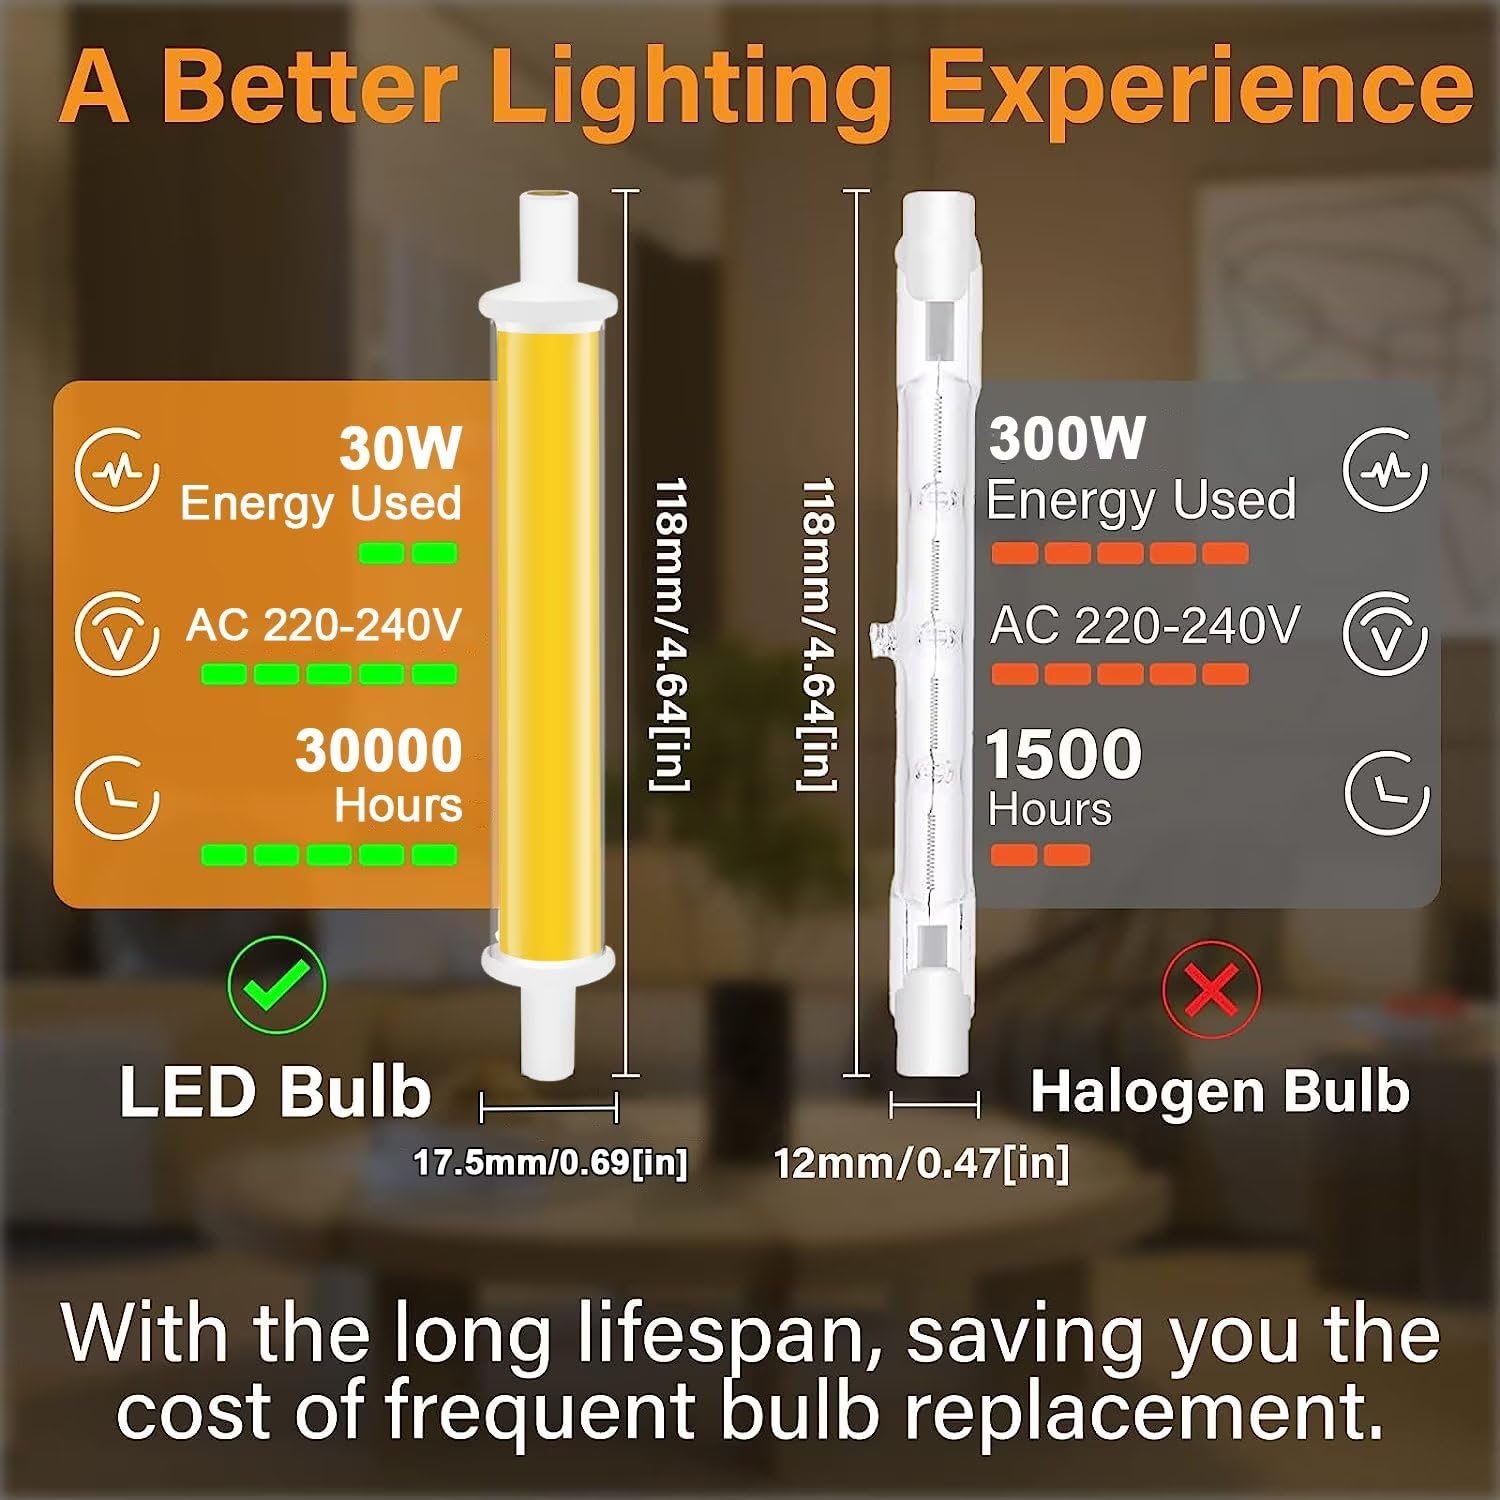 A Better Lighting Experience
30W
Energy Used
AC 220-240V
30000
Hours
118mm/4.64[in]
118mm/4.64[in]
300W
Energy Used
AC 220-240V
1500
Hours
LED Bulb
Halogen Bulb
17.5mm/0.69[in]
12mm/0.47[in]
With the long lifespan, saving you the
cost of frequent bulb replacement.